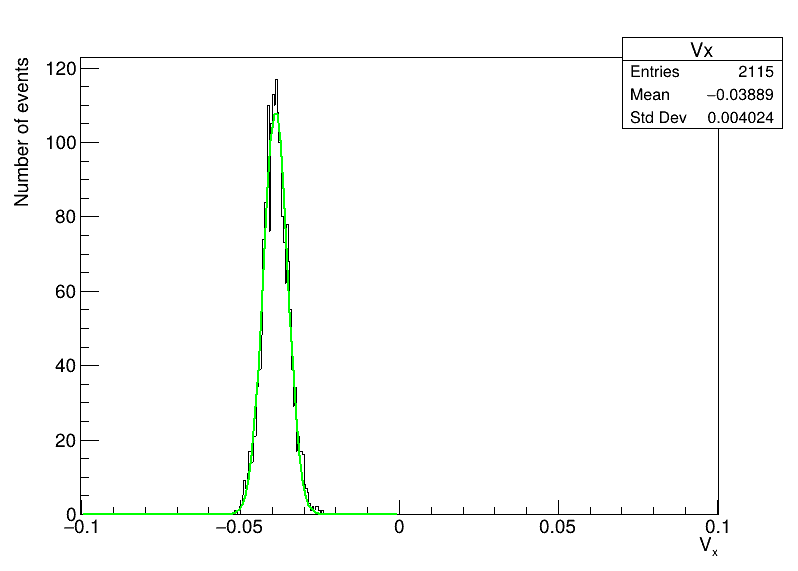 Vx
Entries 2115
Mean −0.03889
Std Dev 0.004024
Number of events
120
100
80
60
40
20
0
−0.1 −0.05 0 0.05 0.1
Vx